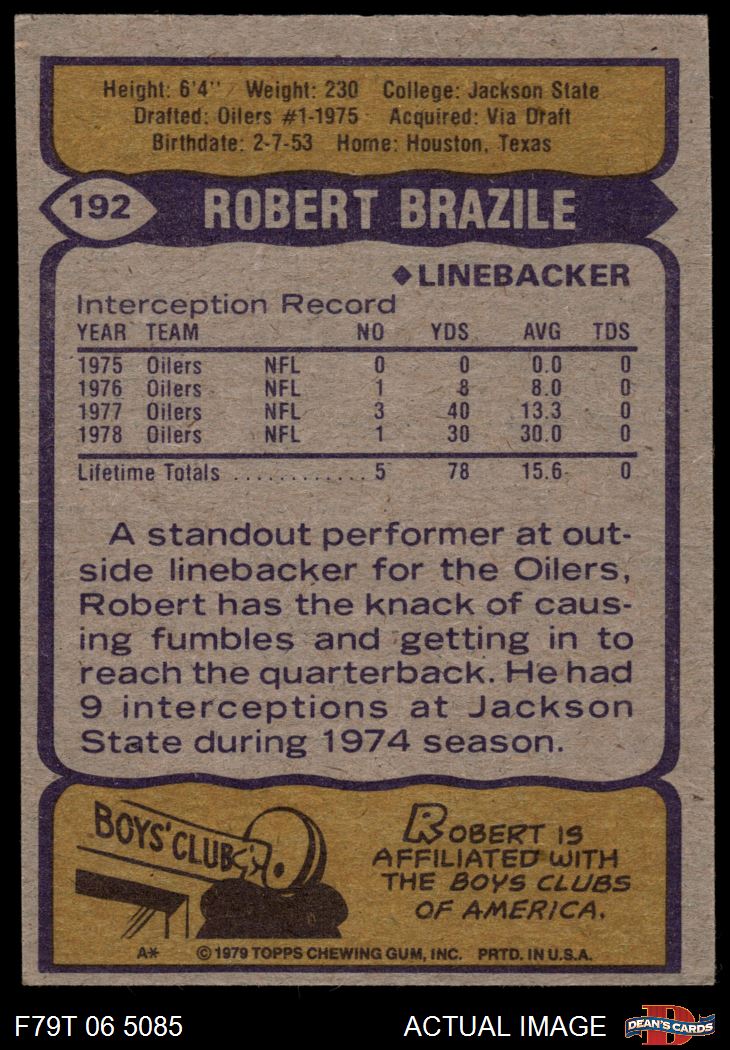 Height: 6'4" Weight: 230 College: Jackson State
Drafted: Oilers #1-1975 Acquired: Via Draft
Birthdate: 2-7-53 Home: Houston, Texas
192 ROBERT BRAZILE
◆LINEBACKER
Interception Record
YEAR TEAM NO YDS AVG TDS
1975 Oilers NFL 0 0 0.0 0
1976 Oilers NFL 1 8 8.0 0
1977 Oilers NFL 3 40 13.3 0
1978 Oilers NFL 1 30 30.0 0
Lifetime Totals ............ 5 78 15.6 0
A standout performer at out-
side linebacker for the Oilers,
Robert has the knack of caus-
ing fumbles and getting in to
reach the quarterback. He had
9 interceptions at Jackson
State during 1974 season.
BOYS' CLUB
ROBERT IS
AFFILIATED WITH
THE BOYS CLUBS
OF AMERICA.
A* © 1979 TOPPS CHEWING GUM, INC. PRTD. IN U.S.A.
F79T 06 5085 ACTUAL IMAGE D DEAN'S CARDS